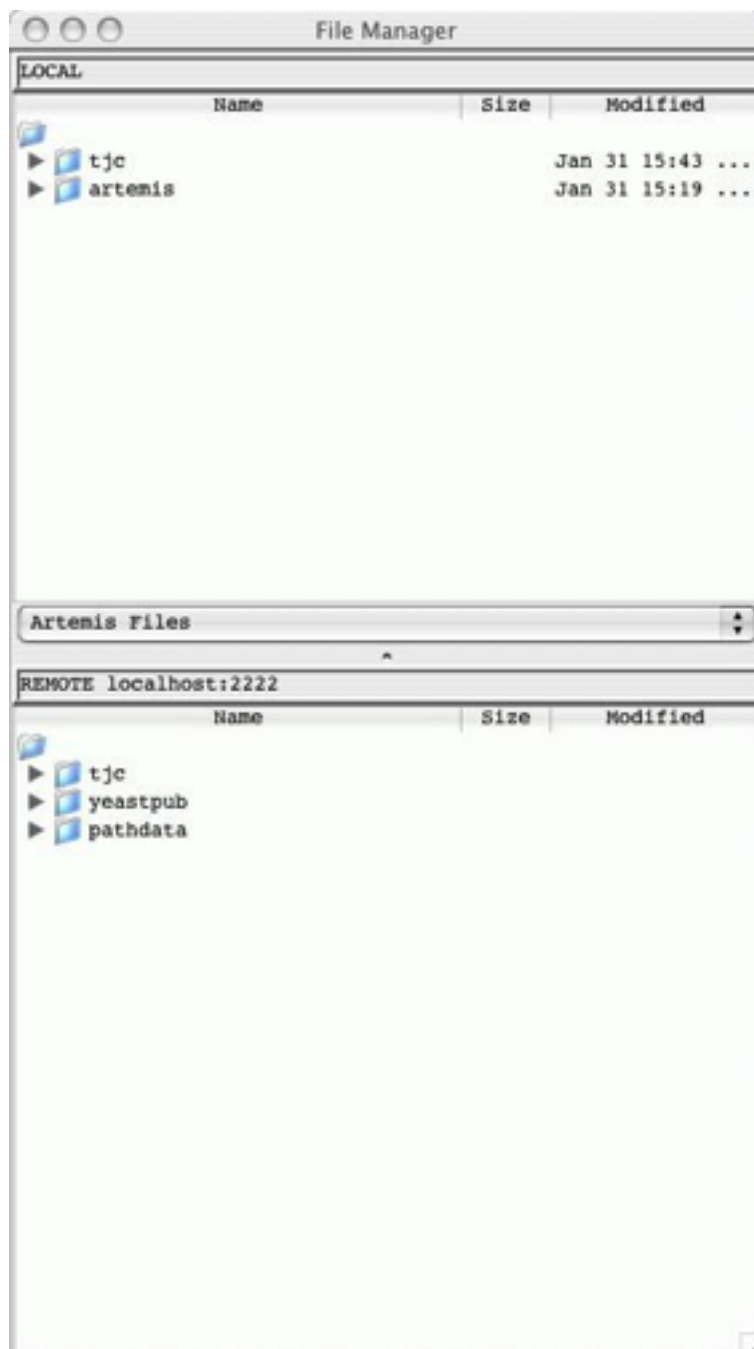 File Manager
LOCAL
Name Size Modified
tjc Jan 31 15:43 ...
artemis Jan 31 15:19 ...
Artemis Files
REMOTE localhost:2222
Name Size Modified
tjc
yeastpub
pathdata